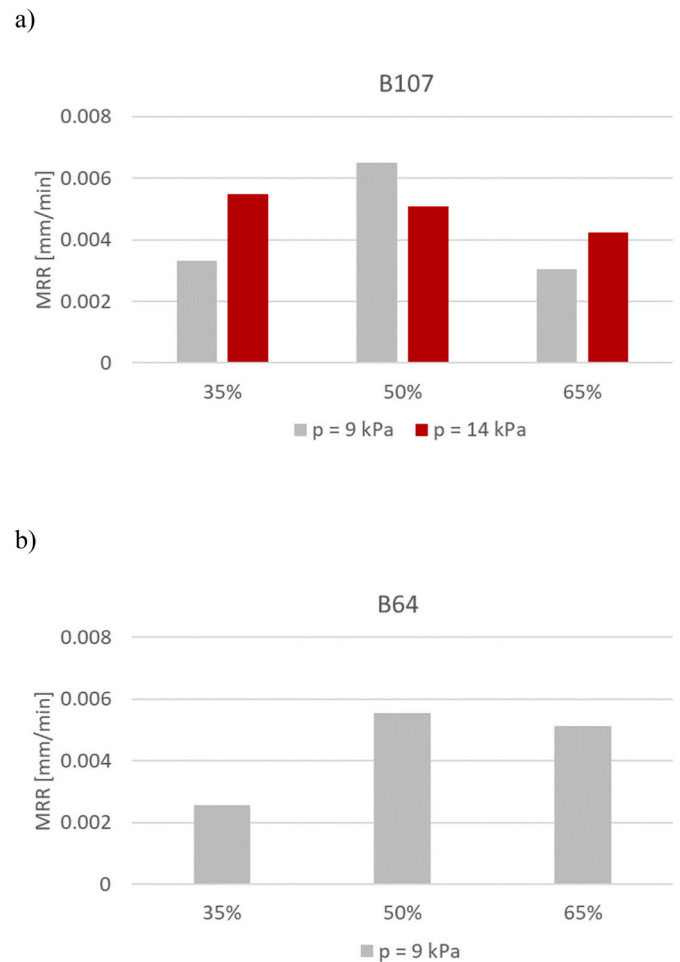 a)
B107
MRR [mm/min]
0.008
0.006
0.004
0.002
0
35% 50% 65%
p = 9 kPa p = 14 kPa
b)
B64
MRR [mm/min]
0.008
0.006
0.004
0.002
0
35% 50% 65%
p = 9 kPa